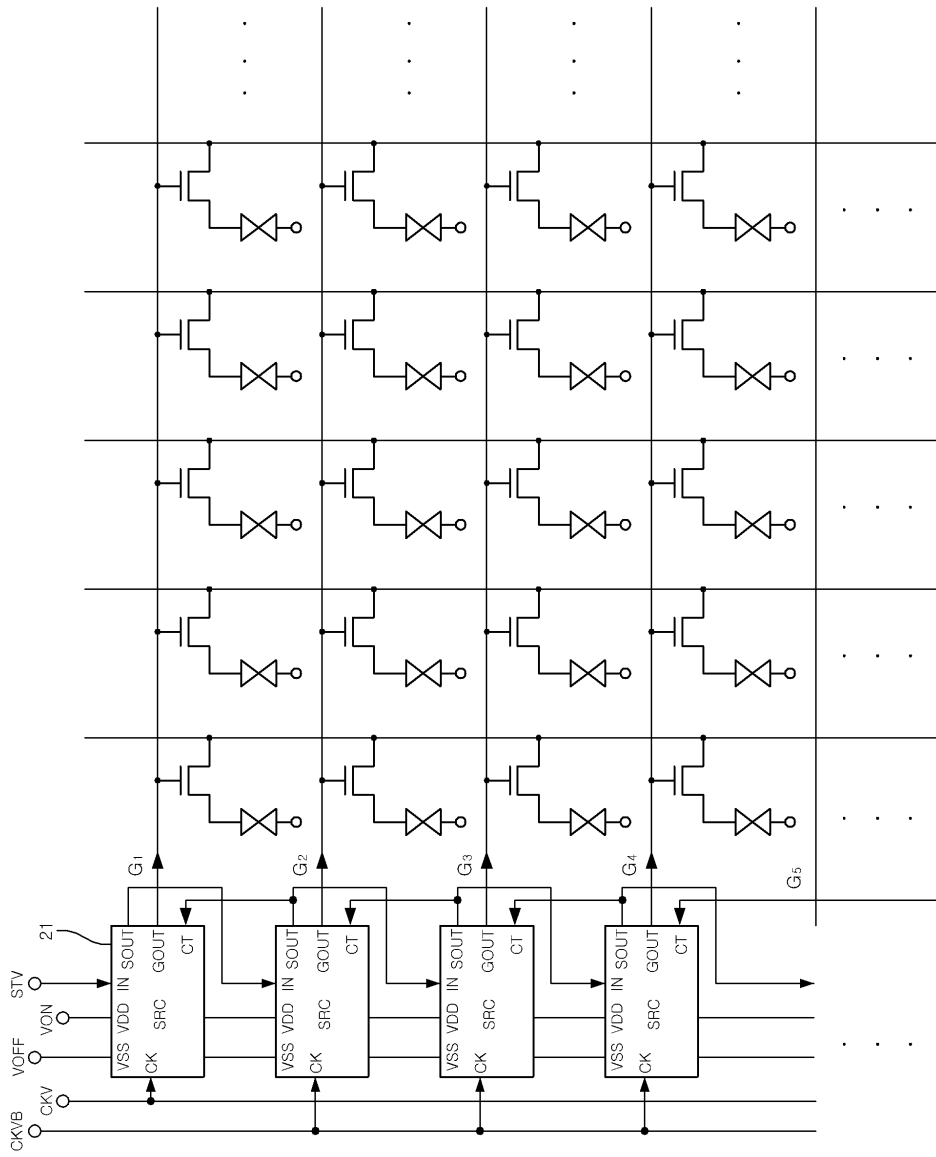 G1
G2
G3
G4
G5
21
SOUT
GOUT
CT
IN
VDD
SRC
VSS
CK
SOUT
GOUT
CT
IN
VDD
SRC
VSS
CK
SOUT
GOUT
CT
IN
VDD
SRC
VSS
CK
SOUT
GOUT
CT
IN
VDD
SRC
VSS
CK
STV
VON
VOFF
CKV
CKVB